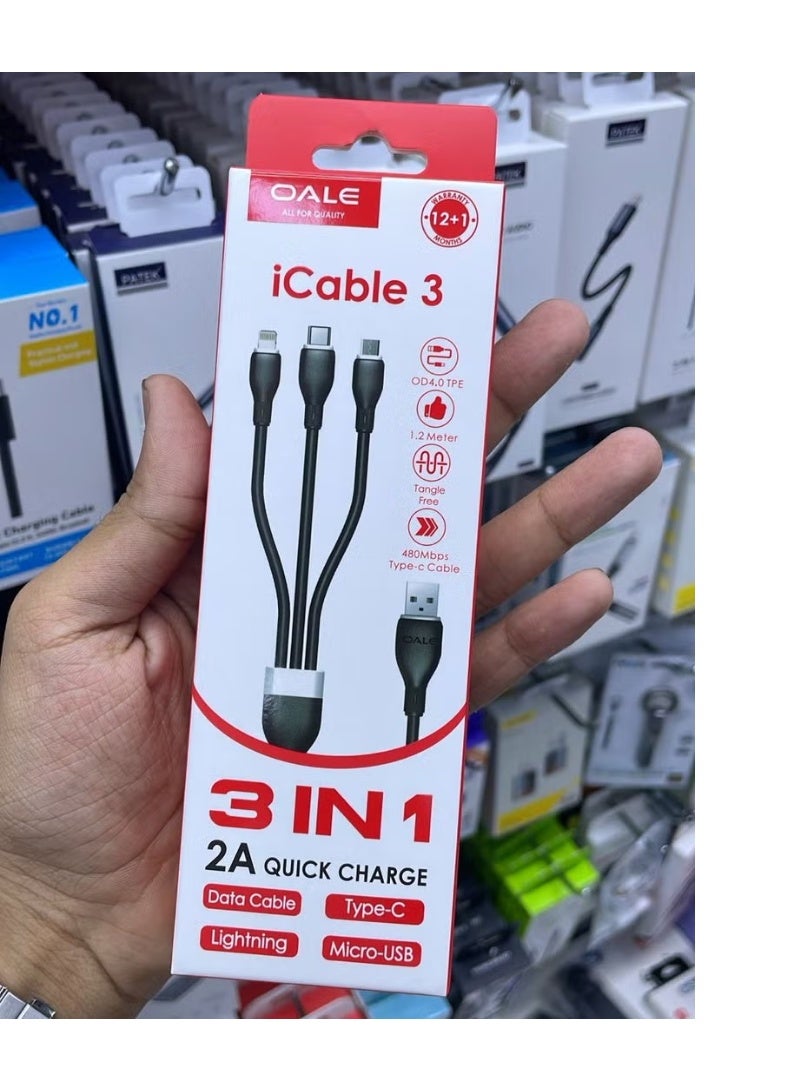 OALE
ALL FOR QUALITY
WARRANTY
12+1
MONTHS
iCable 3
OD4.0 TPE
1.2 Meter
Tangle
Free
480Mbps
Type-c Cable
OALE
3 IN 1
2A QUICK CHARGE
Data Cable
Type-C
Lightning
Micro-USB
PATEK
PATEK
NO.1
Charging Cable